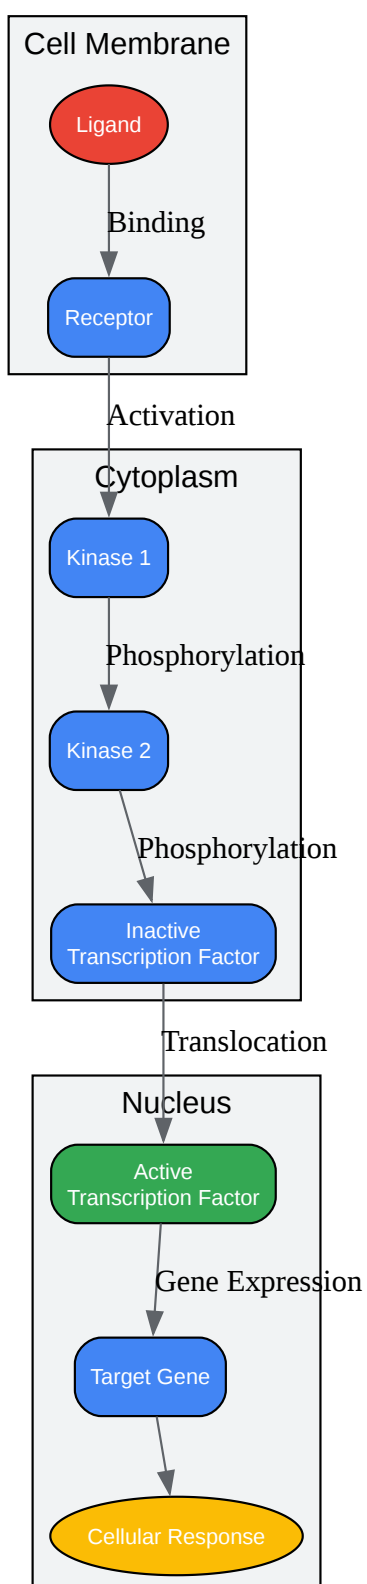 Cell Membrane
Ligand
Binding
Receptor
Activation
Cytoplasm
Kinase 1
Phosphorylation
Kinase 2
Phosphorylation
Inactive
Transcription Factor
Translocation
Nucleus
Active
Transcription Factor
Gene Expression
Target Gene
Cellular Response